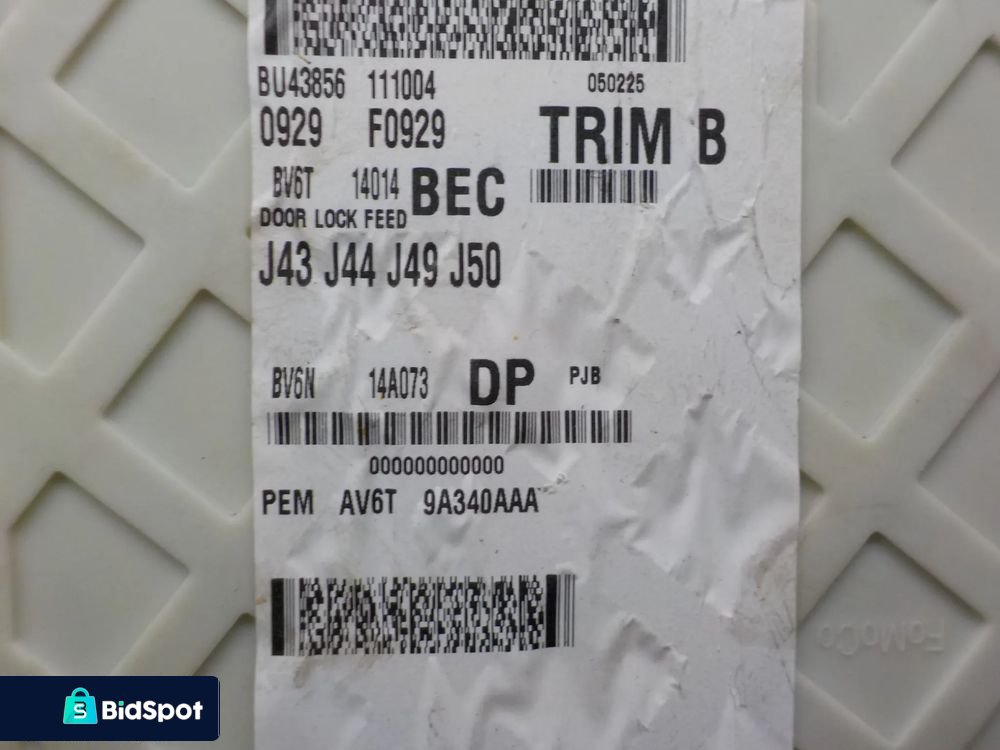 BU43856 111004 050225
0929 F0929 TRIM B
BV6T 14014 BEC
DOOR LOCK FEED
J43 J44 J49 J50
BV6N 14A073 DP PJB
000000000000
PEM AV6T 9A340AAA
FoMoCo
BidSpot